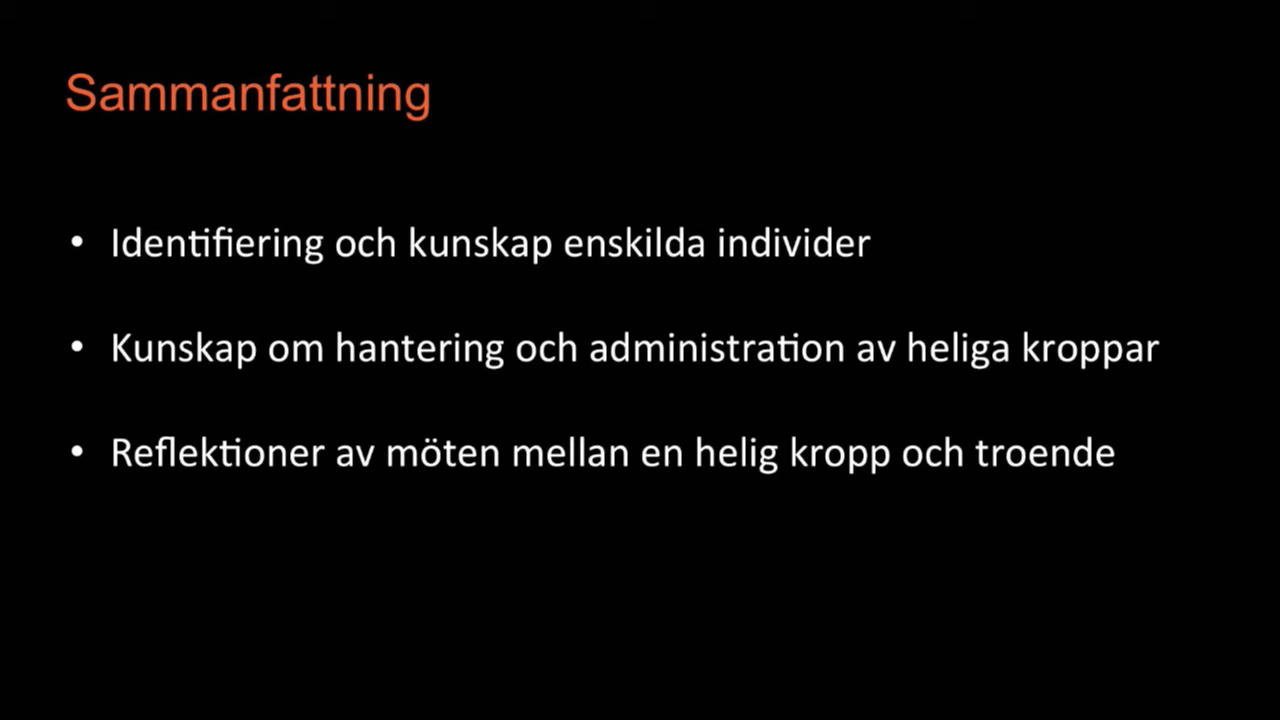 Sammanfattning
• Identifiering och kunskap enskilda individer
• Kunskap om hantering och administration av heliga kroppar
• Reflektioner av möten mellan en helig kropp och troende